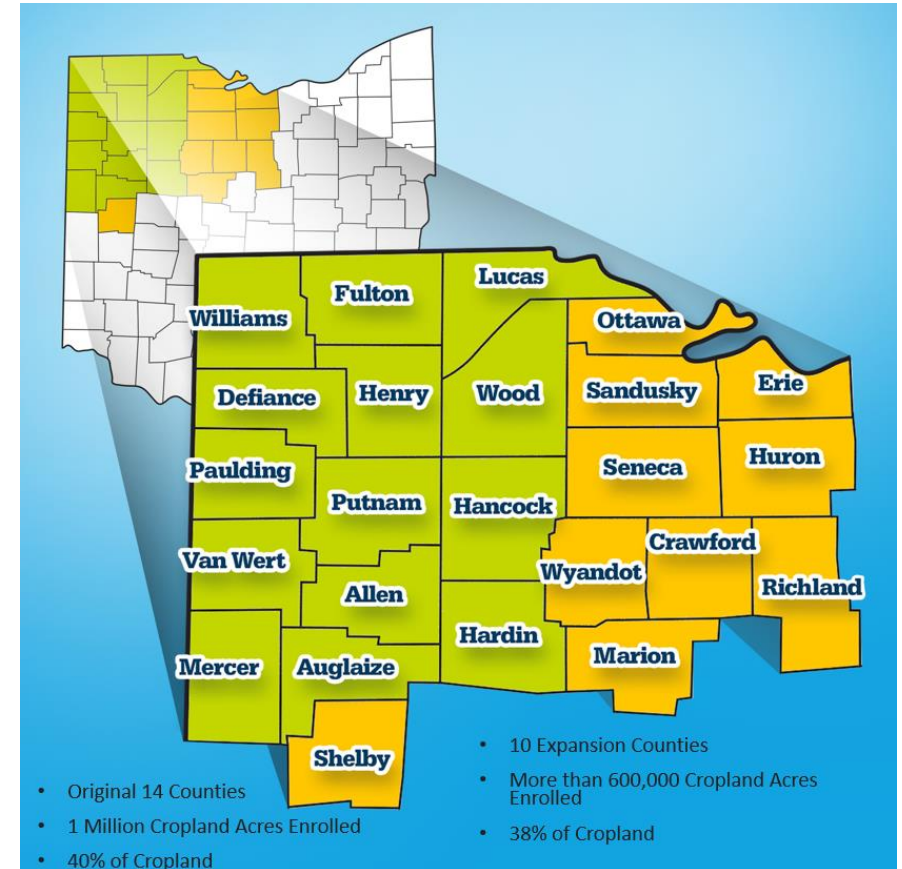 Lucas
Fulton
Williams
Ottawa
Erie
Defiance
Henry
Wood
Sandusky
Huron
Paulding
Seneca
Putnam
Hancock
Crawford
Van Wert
Wyandot
Richland
Allen
Hardin
Marion
Mercer
Auglaize
Shelby
• Original 14 Counties
• 1 Million Cropland Acres Enrolled
• 40% of Cropland
• 10 Expansion Counties
• More than 600,000 Cropland Acres
Enrolled
• 38% of Cropland